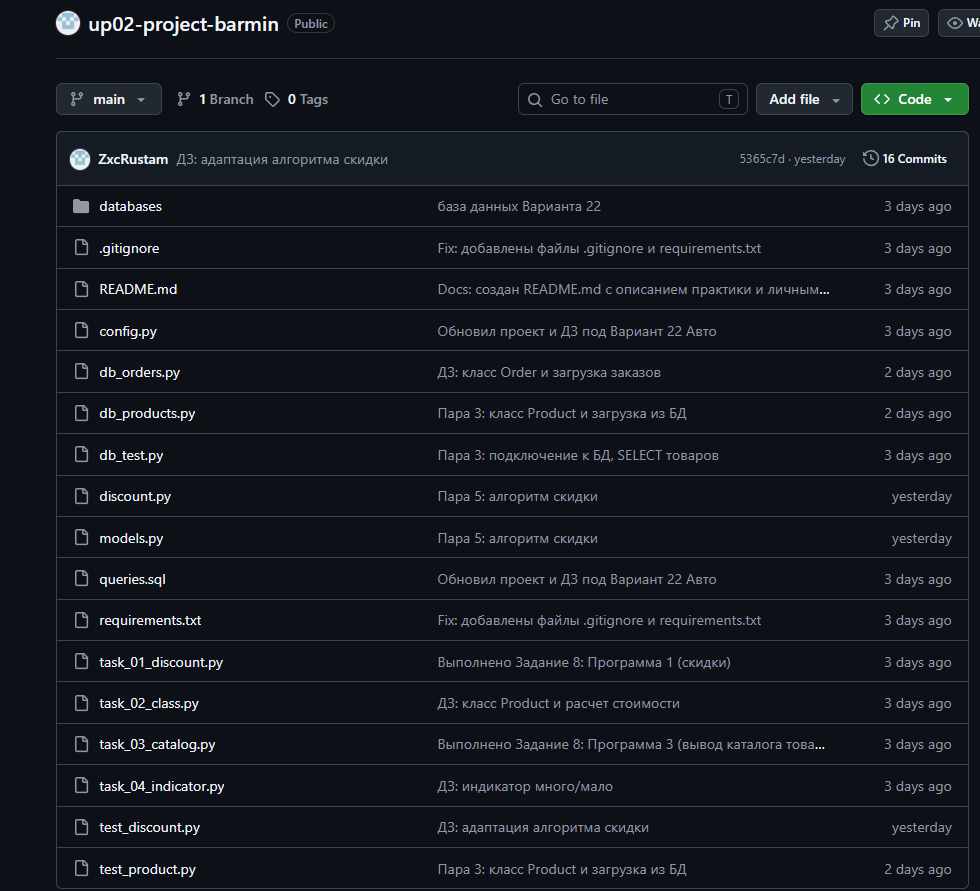 up02-project-barmin Public Pin Wa
main 1 Branch 0 Tags Go to file T Add file Code
ZxcRustam ДЗ: адаптация алгоритма скидки 5365c7d · yesterday 16 Commits
databases база данных Варианта 22 3 days ago
.gitignore Fix: добавлены файлы .gitignore и requirements.txt 3 days ago
README.md Docs: создан README.md с описанием практики и личным... 3 days ago
config.py Обновил проект и ДЗ под Вариант 22 Авто 3 days ago
db_orders.py ДЗ: класс Order и загрузка заказов 2 days ago
db_products.py Пара 3: класс Product и загрузка из БД 2 days ago
db_test.py Пара 3: подключение к БД, SELECT товаров 3 days ago
discount.py Пара 5: алгоритм скидки yesterday
models.py Пара 5: алгоритм скидки yesterday
queries.sql Обновил проект и ДЗ под Вариант 22 Авто 3 days ago
requirements.txt Fix: добавлены файлы .gitignore и requirements.txt 3 days ago
task_01_discount.py Выполнено Задание 8: Программа 1 (скидки) 3 days ago
task_02_class.py ДЗ: класс Product и расчет стоимости 3 days ago
task_03_catalog.py Выполнено Задание 8: Программа 3 (вывод каталога това... 3 days ago
task_04_indicator.py ДЗ: индикатор много/мало 3 days ago
test_discount.py ДЗ: адаптация алгоритма скидки yesterday
test_product.py Пара 3: класс Product и загрузка из БД 2 days ago